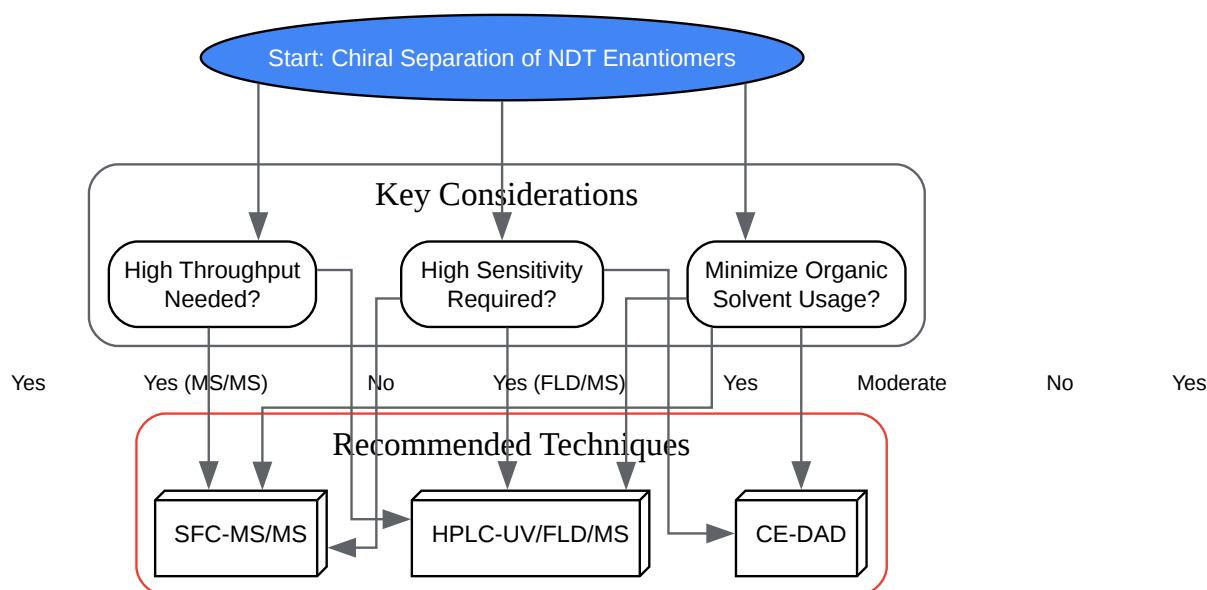 Start: Chiral Separation of NDT Enantiomers
Key Considerations
High Throughput
Needed?
High Sensitivity
Required?
Minimize Organic
Solvent Usage?
Yes
Yes (MS/MS)
No
Yes (FLD/MS)
Yes
Moderate
No
Yes
Recommended Techniques
SFC-MS/MS
HPLC-UV/FLD/MS
CE-DAD